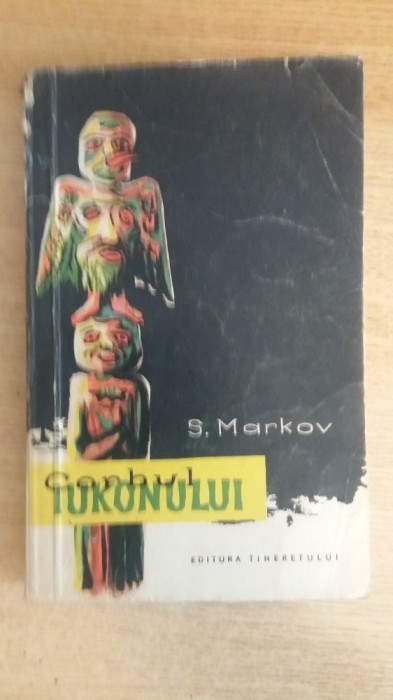 S. Markov
Corbul
IUKONULUI
EDITURA TINERETULUI